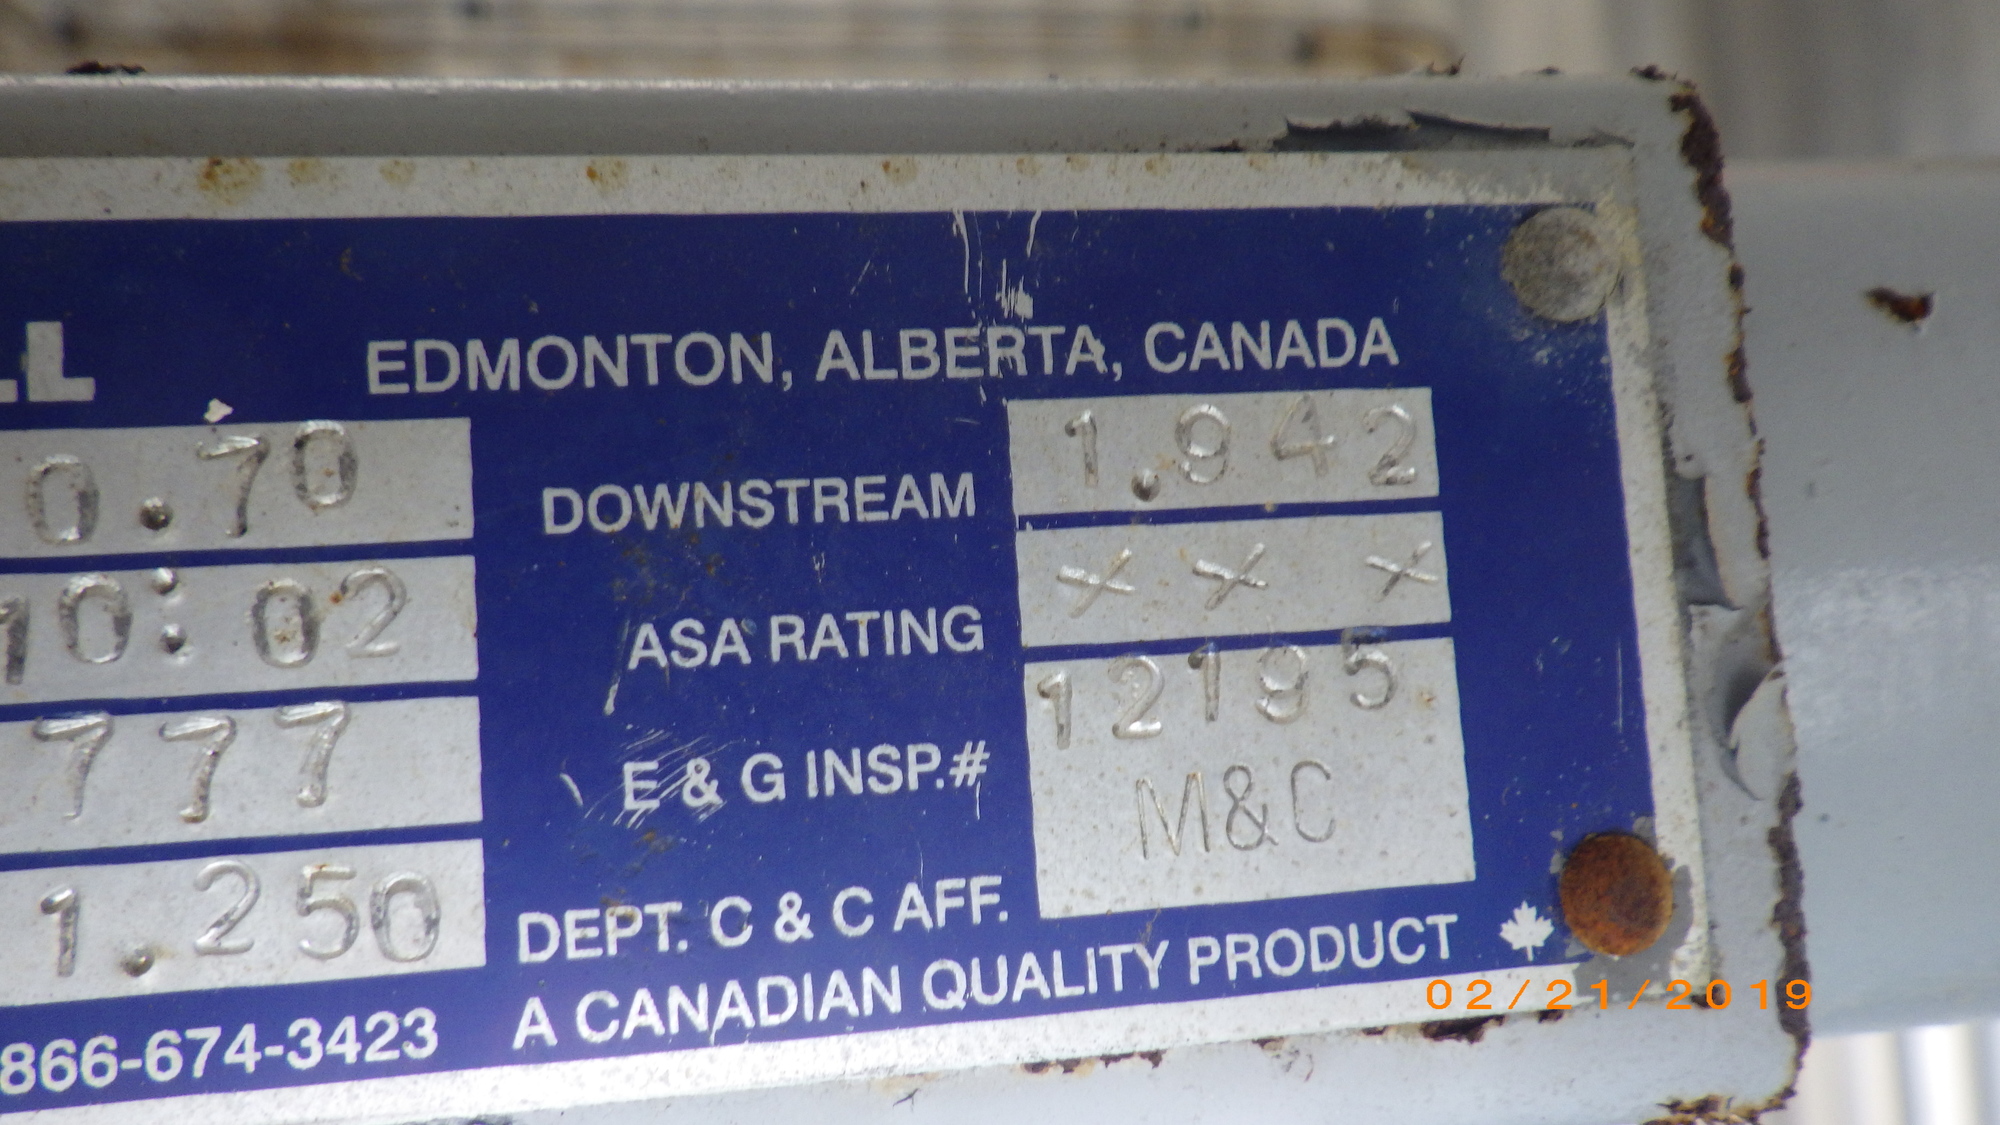 LL EDMONTON, ALBERTA, CANADA
0.70 DOWNSTREAM 1.942
10:02 ASA RATING X X X
777 E & G INSP.# 12195
1.250 DEPT. C & C AFF. M&C
866-674-3423 A CANADIAN QUALITY PRODUCT
02/21/2019